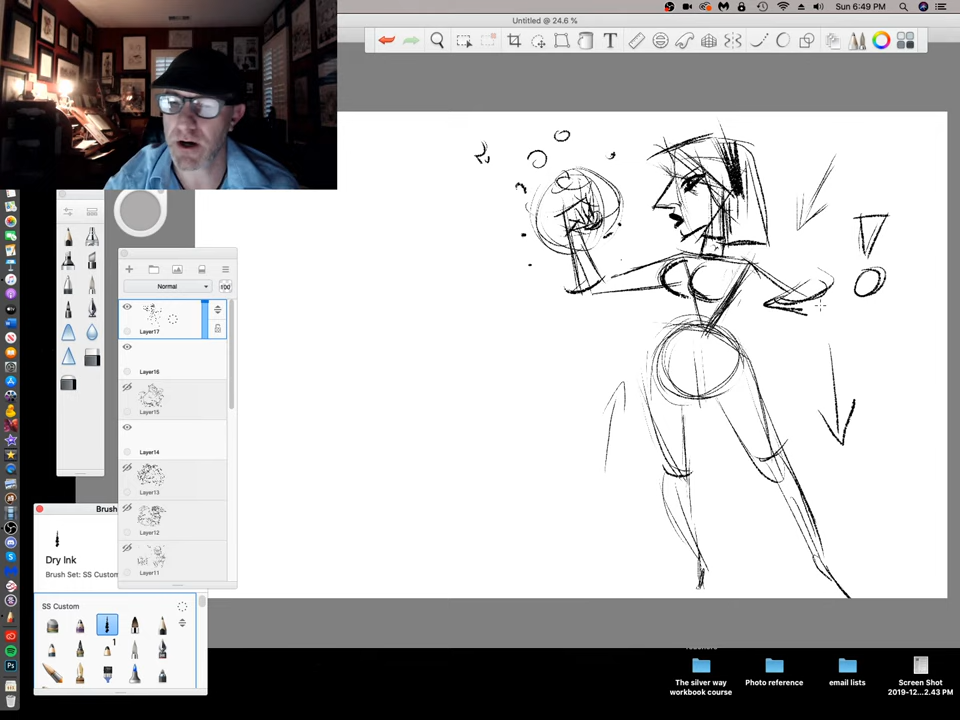 Sun 6:49 PM
Untitled @ 24.6 %
T
Normal
Layer17
Layer16
Layer15
Layer14
Layer13
Layer12
Layer11
Brush
Dry Ink
Brush Set: SS Custom
SS Custom
1
Ps
The silver way
workbook course
Photo reference
email lists
Screen Shot
2019-12...2.43 PM